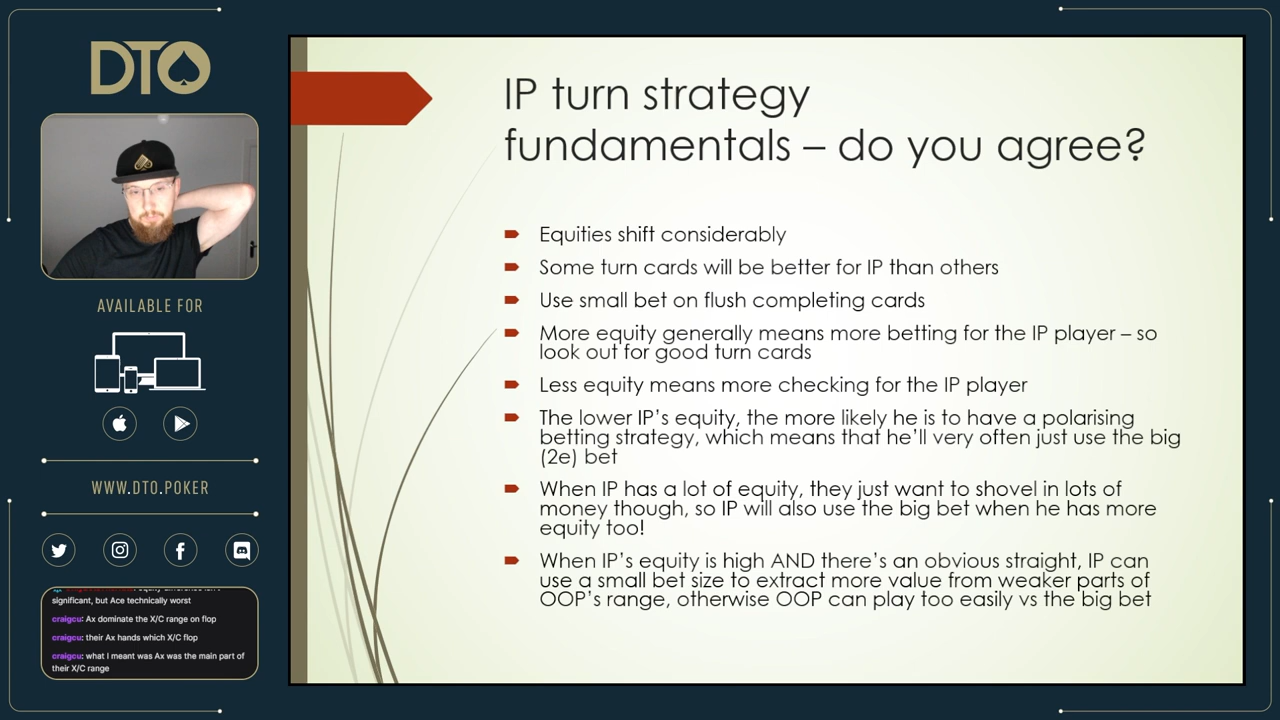 DTO
AVAILABLE FOR
WWW.DTO.POKER
significant, but Ace technically worst
craigcu: Ax dominate the X/C range on flop
craigcu: their Ax hands which X/C flop
craigcu: what I meant was Ax was the main part of
their X/C range
IP turn strategy
fundamentals – do you agree?
Equities shift considerably
Some turn cards will be better for IP than others
Use small bet on flush completing cards
More equity generally means more betting for the IP player – so
look out for good turn cards
Less equity means more checking for the IP player
The lower IP’s equity, the more likely he is to have a polarising
betting strategy, which means that he’ll very often just use the big
(2e) bet
When IP has a lot of equity, they just want to shovel in lots of
money though, so IP will also use the big bet when he has more
equity too!
When IP’s equity is high AND there’s an obvious straight, IP can
use a small bet size to extract more value from weaker parts of
OOP’s range, otherwise OOP can play too easily vs the big bet